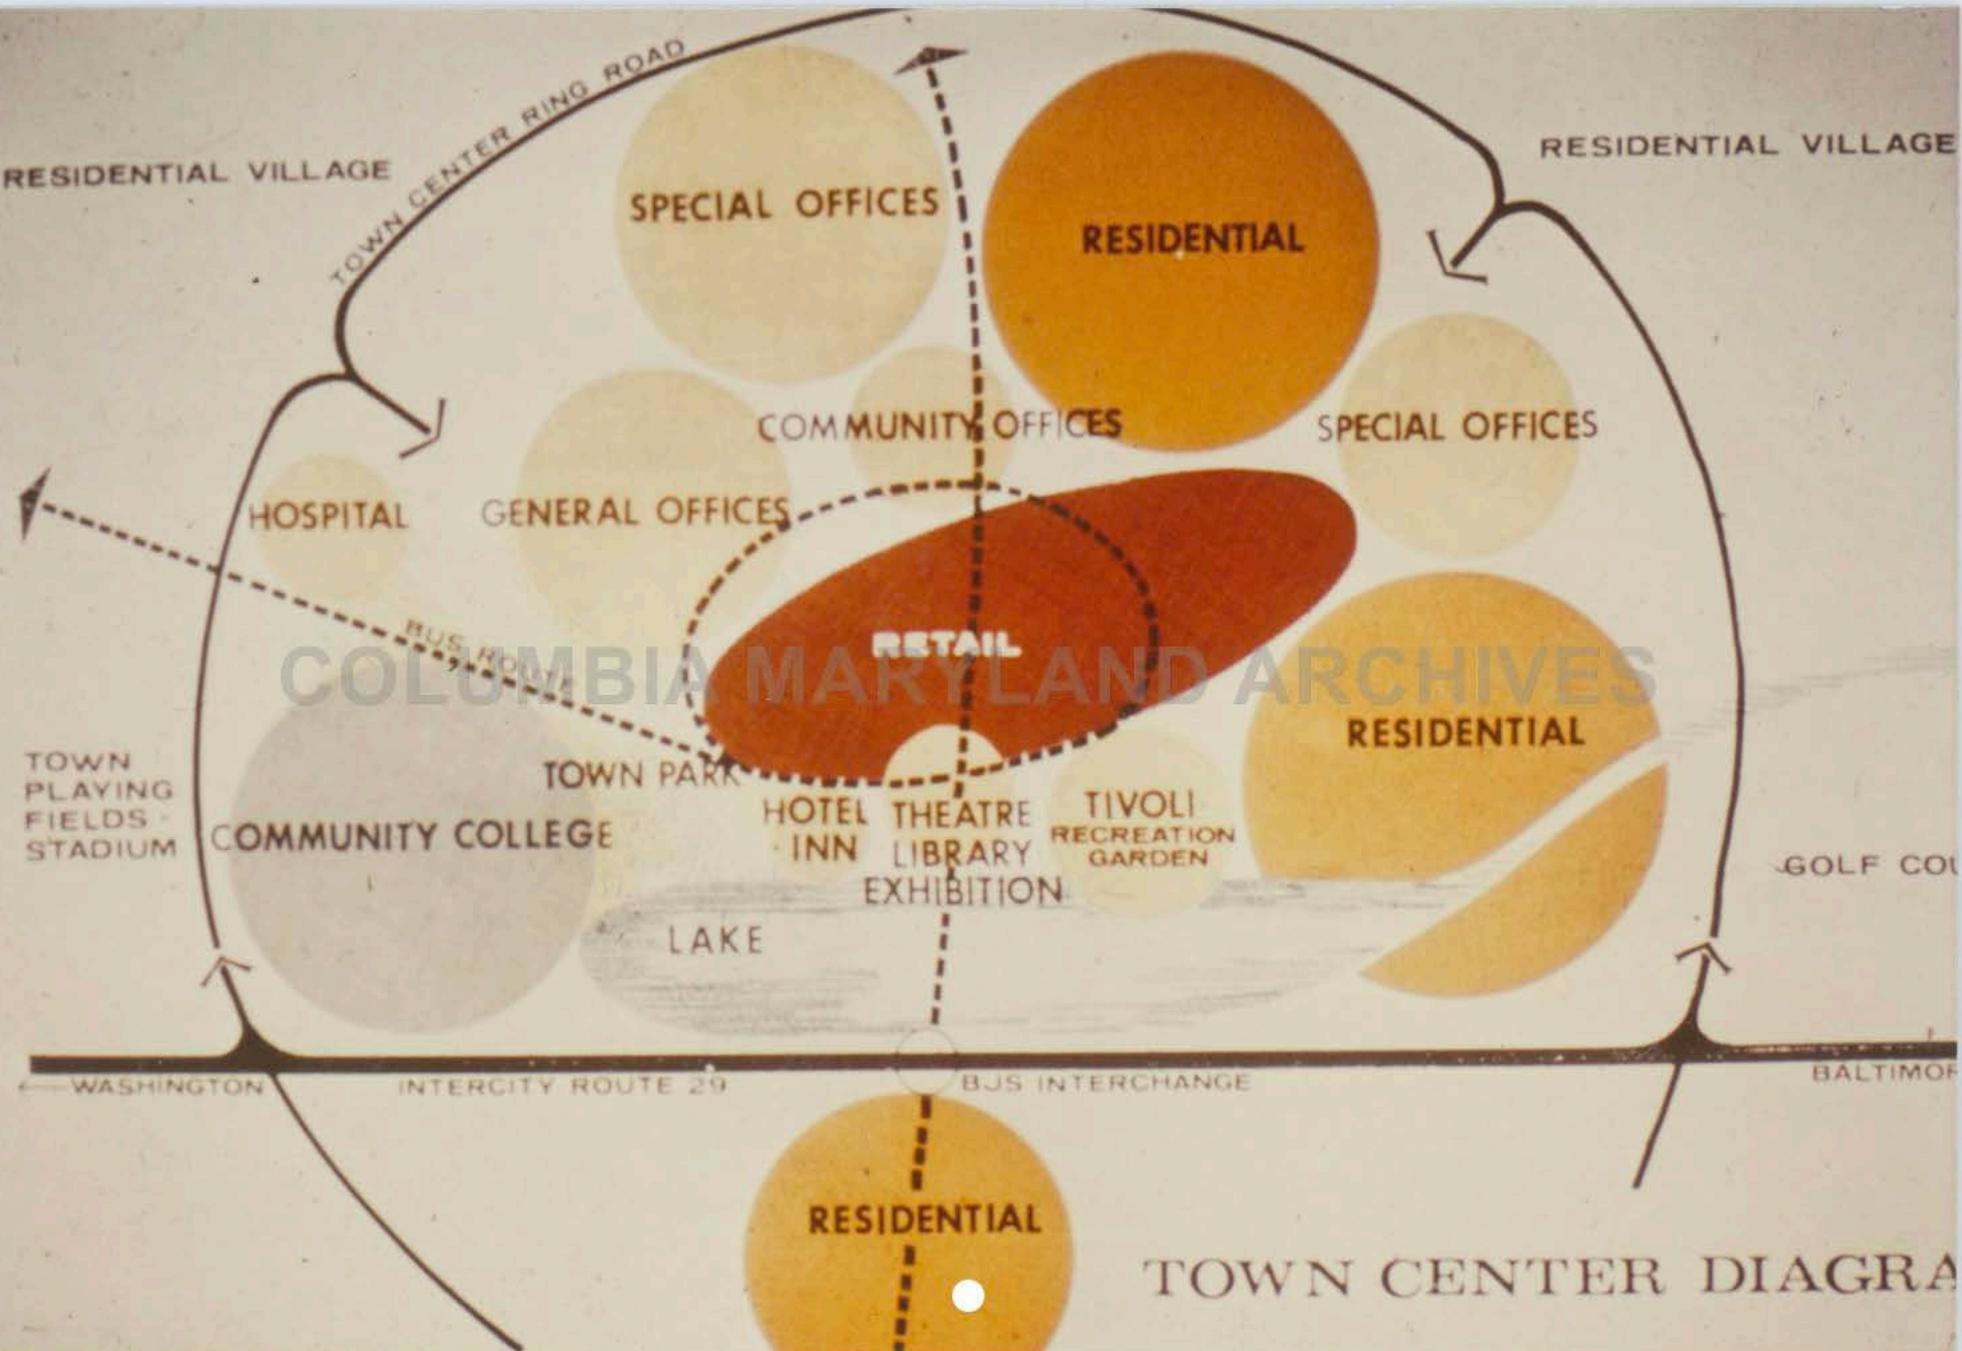 TOWN CENTER RING ROAD
RESIDENTIAL VILLAGE
RESIDENTIAL VILLAGE
SPECIAL OFFICES
RESIDENTIAL
COMMUNITY OFFICES
SPECIAL OFFICES
HOSPITAL
GENERAL OFFICES
BUS ROUTE
RETAIL
COLUMBIA MARYLAND ARCHIVES
RESIDENTIAL
TOWN
PLAYING
FIELDS
STADIUM
COMMUNITY COLLEGE
TOWN PARK
HOTEL
INN
THEATRE
LIBRARY
EXHIBITION
TIVOLI
RECREATION
GARDEN
GOLF COU
LAKE
WASHINGTON
INTERCITY ROUTE 29
BUS INTERCHANGE
BALTIMOR
RESIDENTIAL
TOWN CENTER DIAGRA